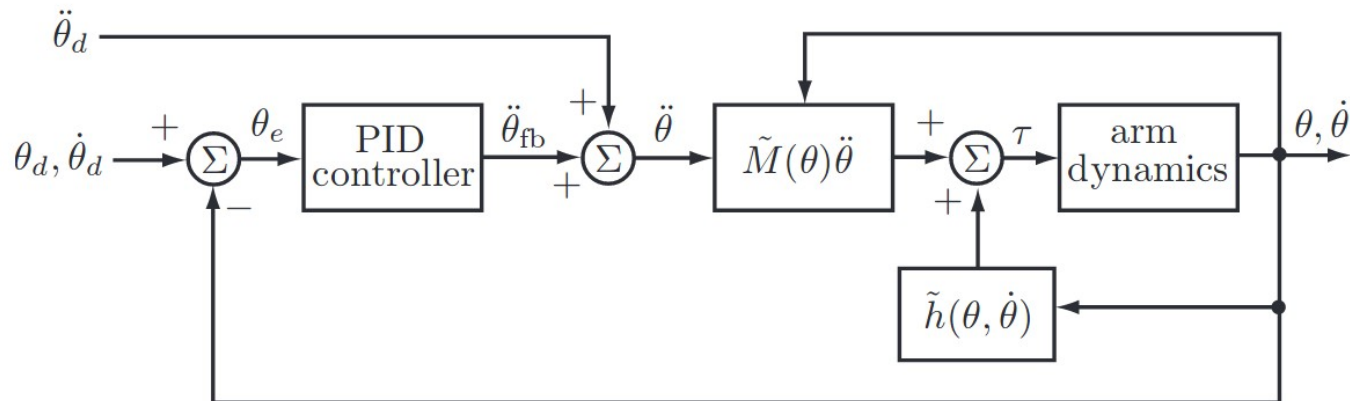 θ̈_d
θ_d, θ̇_d
+
−
Σ
θ_e
PID
controller
θ̈_fb
+
+
Σ
θ̈
M̃(θ)θ̈
+
+
Σ
τ
arm
dynamics
θ, θ̇
h̃(θ, θ̇)